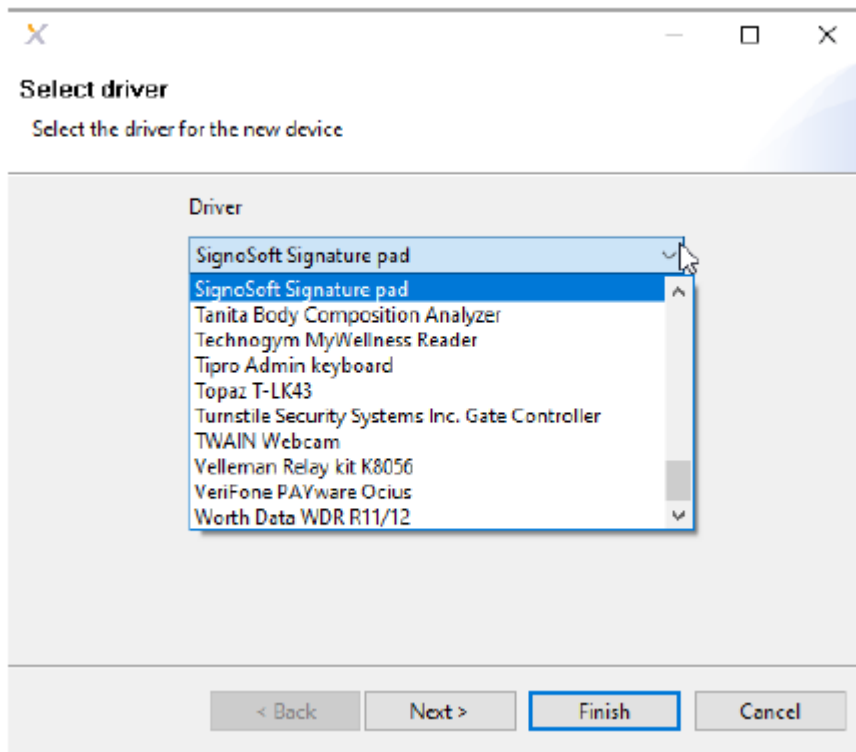 Select driver
Select the driver for the new device
Driver
SignoSoft Signature pad
SignoSoft Signature pad
Tanita Body Composition Analyzer
Technogym MyWellness Reader
Tipro Admin keyboard
Topaz T-LK43
Turnstile Security Systems Inc. Gate Controller
TWAIN Webcam
Velleman Relay kit K8056
VeriFone PAYware Ocius
Worth Data WDR R11/12
< Back Next > Finish Cancel